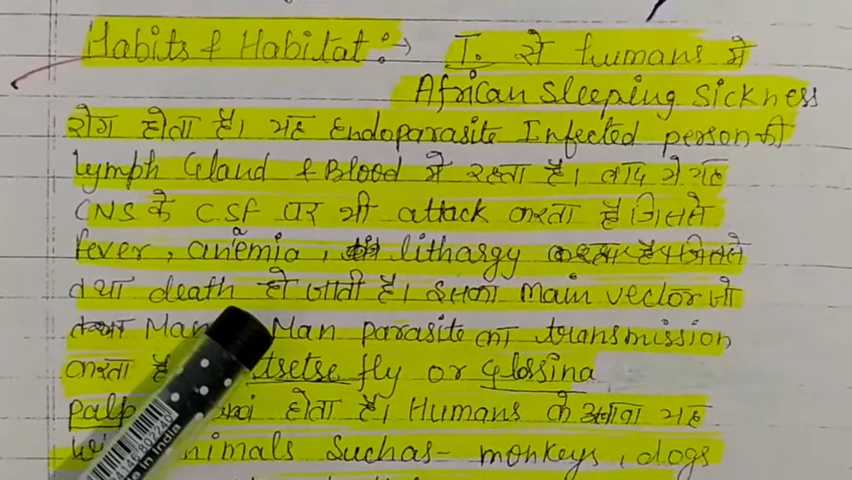 Habits & Habitat :→ T. से humans में
African Sleeping Sickness
रोग होता है। यह Endoparasite Infected person की
lymph Gland & Blood में रहता है। बाद में यह
CNS के CSF पर भी attack करता है जिससे
fever, anemia, lithargy करता है। जिससे
तथा death हो जाती है। इसका main vector जो
तथा Man Man parasite का transmission
करता है tsetse fly or Glossina
palp होता है। Humans के अलावा यह
animals Such as - monkeys, dogs